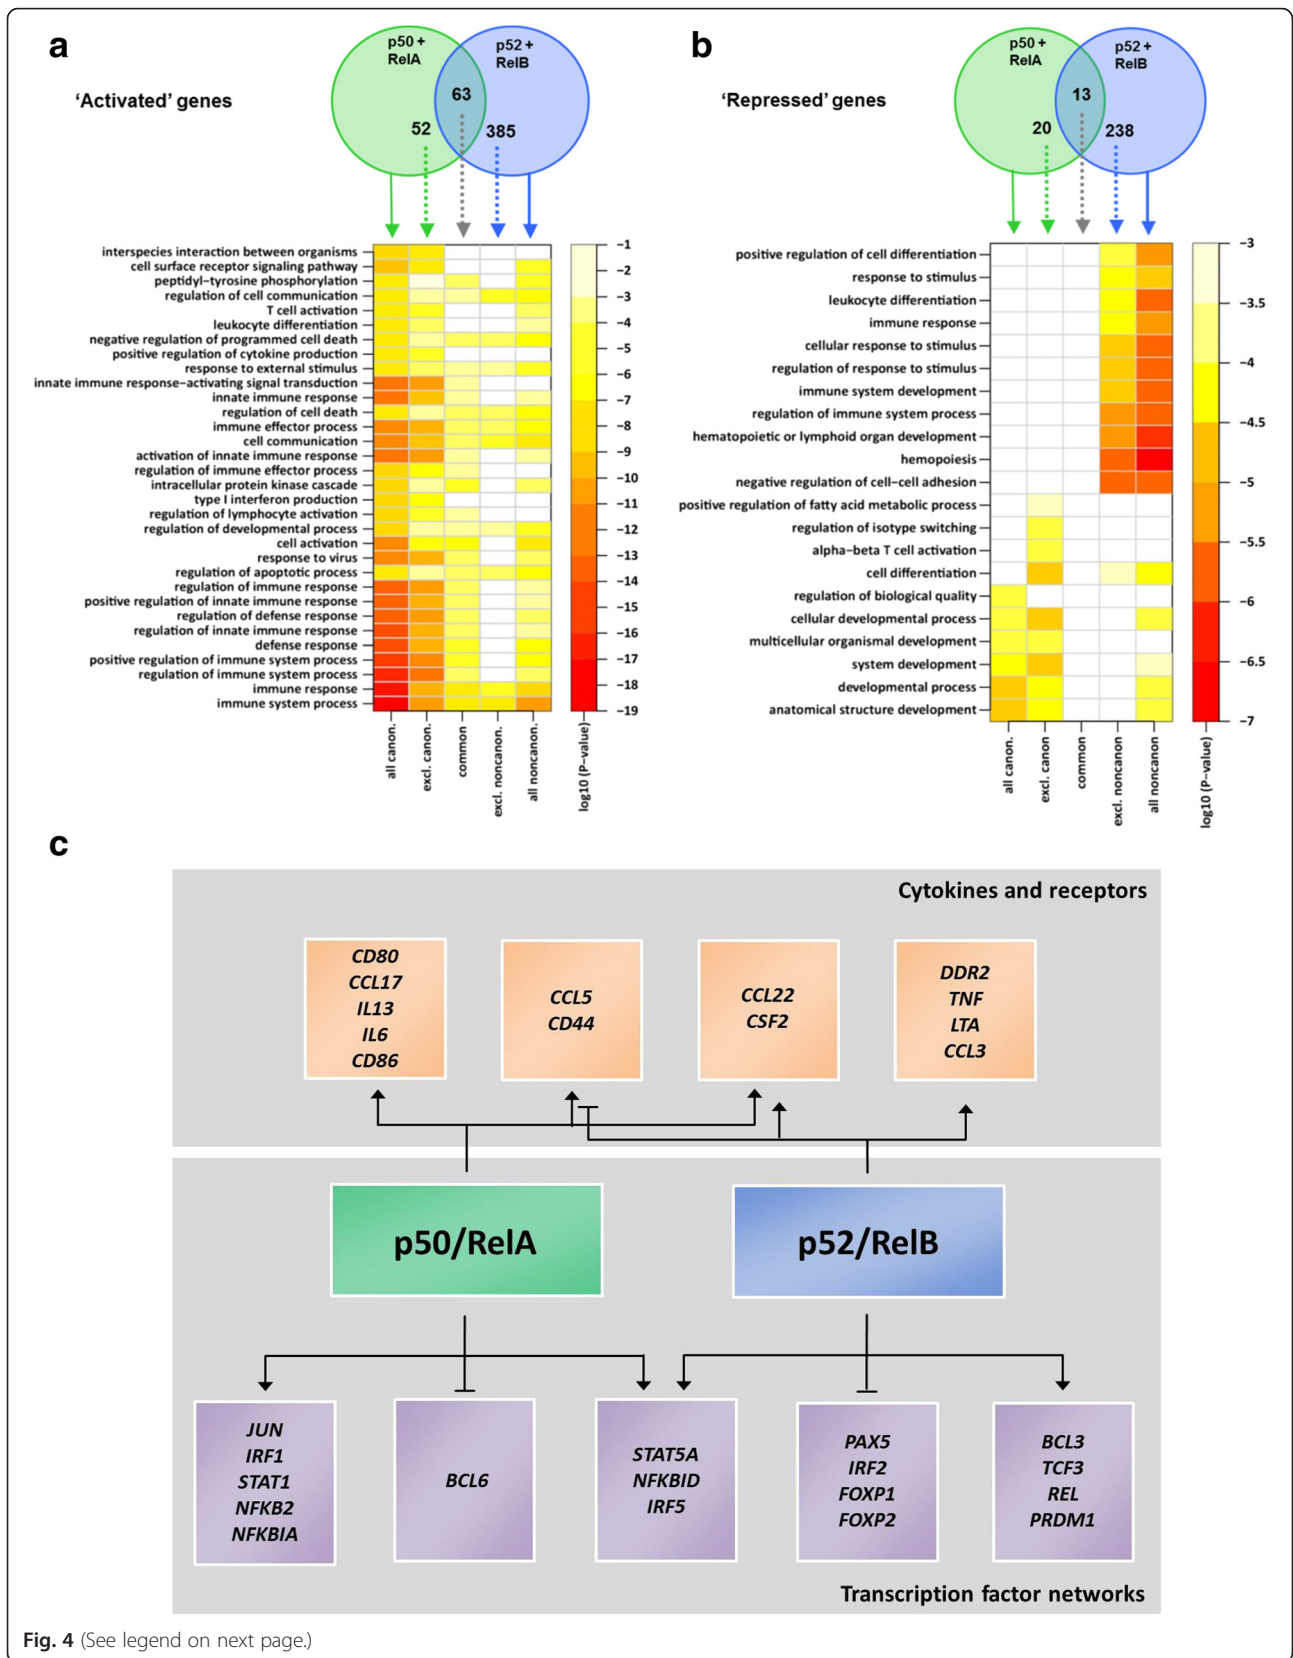 a
p50 +
RelA
p52 +
RelB
'Activated' genes
63
52
385
interspecies interaction between organisms
cell surface receptor signaling pathway
peptidyl−tyrosine phosphorylation
regulation of cell communication
T cell activation
leukocyte differentiation
negative regulation of programmed cell death
positive regulation of cytokine production
response to external stimulus
innate immune response−activating signal transduction
innate immune response
regulation of cell death
immune effector process
cell communication
activation of innate immune response
regulation of immune effector process
intracellular protein kinase cascade
type I interferon production
regulation of lymphocyte activation
regulation of developmental process
cell activation
response to virus
regulation of apoptotic process
regulation of immune response
positive regulation of innate immune response
regulation of defense response
regulation of innate immune response
defense response
positive regulation of immune system process
regulation of immune system process
immune response
immune system process
−1
−2
−3
−4
−5
−6
−7
−8
−9
−10
−11
−12
−13
−14
−15
−16
−17
−18
−19
all canon.
excl. canon.
common
excl. noncanon.
all noncanon.
log10 (P−value)
b
p50 +
RelA
p52 +
RelB
'Repressed' genes
13
20
238
positive regulation of cell differentiation
response to stimulus
leukocyte differentiation
immune response
cellular response to stimulus
regulation of response to stimulus
immune system development
regulation of immune system process
hematopoietic or lymphoid organ development
hemopoiesis
negative regulation of cell−cell adhesion
positive regulation of fatty acid metabolic process
regulation of isotype switching
alpha−beta T cell activation
cell differentiation
regulation of biological quality
cellular developmental process
multicellular organismal development
system development
developmental process
anatomical structure development
−3
−3.5
−4
−4.5
−5
−5.5
−6
−6.5
−7
all canon.
excl. canon
common
excl. noncanon
all noncanon
log10 (P−value)
c
Cytokines and receptors
CD80
CCL17
IL13
IL6
CD86
CCL5
CD44
CCL22
CSF2
DDR2
TNF
LTA
CCL3
p50/RelA
p52/RelB
JUN
IRF1
STAT1
NFKB2
NFKBIA
BCL6
STAT5A
NFKBID
IRF5
PAX5
IRF2
FOXP1
FOXP2
BCL3
TCF3
REL
PRDM1
Transcription factor networks
Fig. 4 (See legend on next page.)